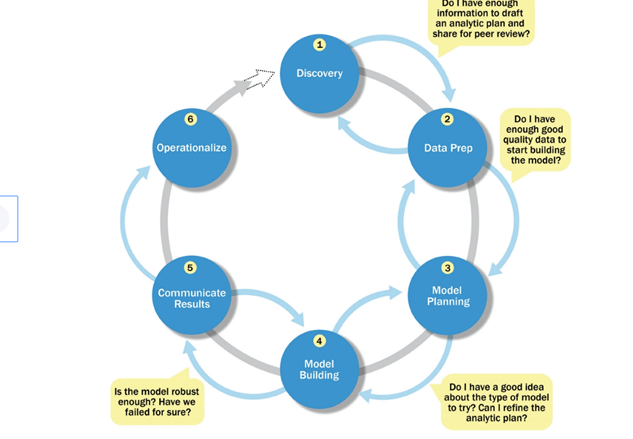 Do I have enough
information to draft
an analytic plan and
share for peer review?
1
Discovery
6
Operationalize
2
Data Prep
Do I have
enough good
quality data to
start building
the model?
5
Communicate
Results
3
Model
Planning
4
Model
Building
Is the model robust
enough? Have we
failed for sure?
Do I have a good idea
about the type of model
to try? Can I refine the
analytic plan?